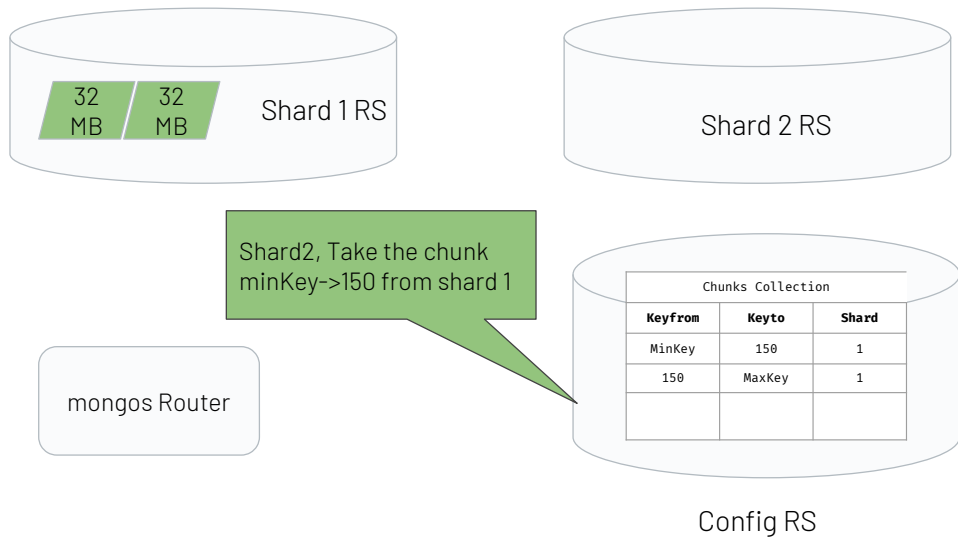 32
MB
32
MB
Shard 1 RS
Shard 2 RS
Shard2, Take the chunk
minKey->150 from shard 1
Chunks Collection
Keyfrom Keyto Shard
MinKey 150 1
150 MaxKey 1
mongos Router
Config RS